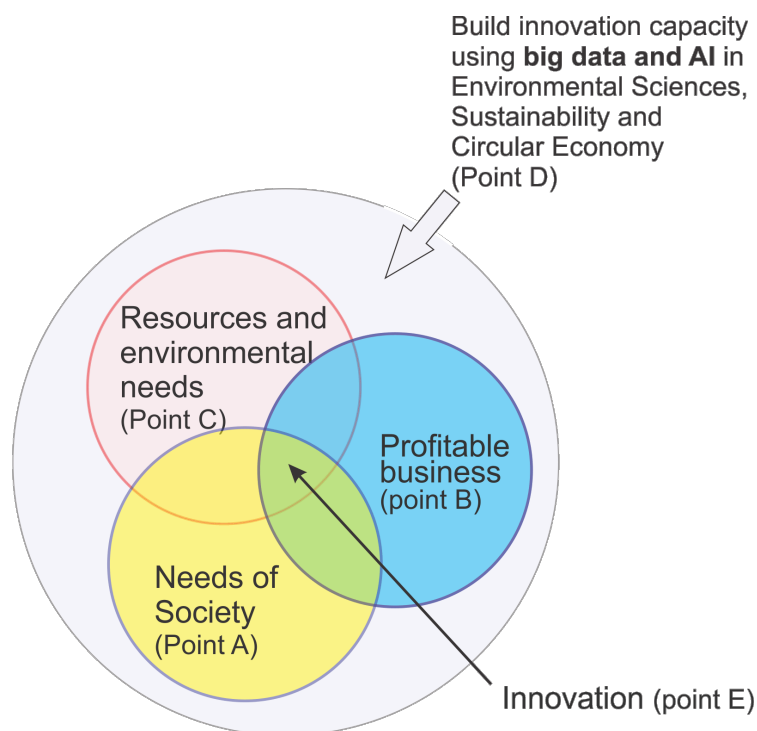 Build innovation capacity
using big data and AI in
Environmental Sciences,
Sustainability and
Circular Economy
(Point D)
Resources and
environmental
needs
(Point C)
Profitable
business
(point B)
Needs of
Society
(Point A)
Innovation (point E)